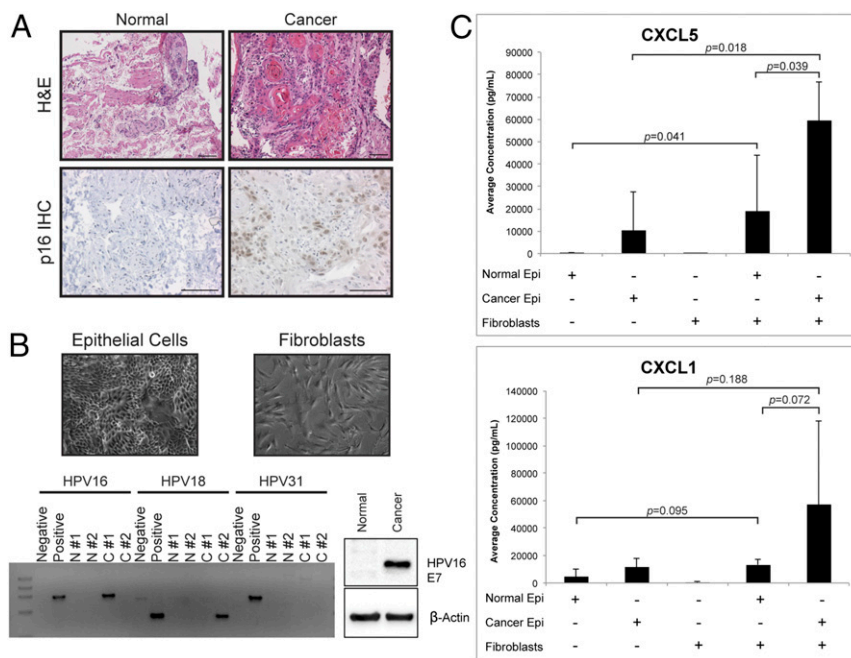 A
Normal Cancer
H&E
p16 IHC
B
Epithelial Cells Fibroblasts
HPV16 HPV18 HPV31
Negative Positive N #1 N #2 C #1 C #2 Negative Positive N #1 N #2 C #1 C #2 Negative Positive N #1 N #2 C #1 C #2
Normal Cancer
HPV16
E7
β-Actin
C
CXCL5
Average Concentration (pg/mL)
90000
80000
70000
60000
50000
40000
30000
20000
10000
0
p=0.018
p=0.039
p=0.041
Normal Epi + - - + -
Cancer Epi - + - - +
Fibroblasts - - + + +
CXCL1
Average Concentration (pg/mL)
140000
120000
100000
80000
60000
40000
20000
0
p=0.188
p=0.072
p=0.095
Normal Epi + - - + -
Cancer Epi - + - - +
Fibroblasts - - + + +